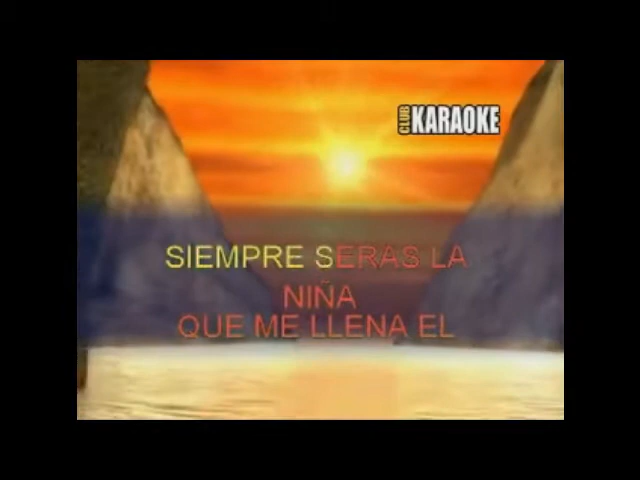 CLUB KARAOKE
SIEMPRE SERAS LA
NIÑA
QUE ME LLENA EL